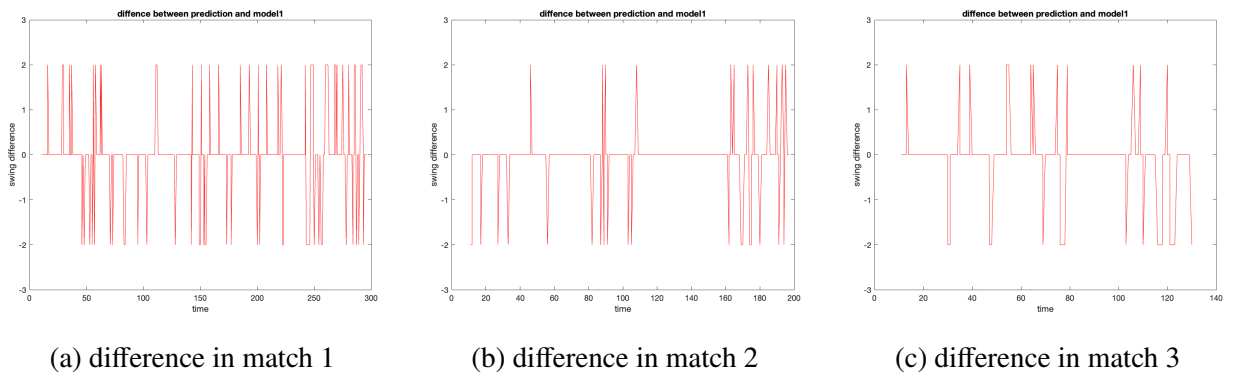 diffence between prediction and model1
3
2
1
0
-1
-2
-3
swing difference
0 50 100 150 200 250 300
time
(a) difference in match 1
diffence between prediction and model1
3
2
1
0
-1
-2
-3
swing difference
0 20 40 60 80 100 120 140 160 180 200
time
(b) difference in match 2
diffence between prediction and model1
3
2
1
0
-1
-2
-3
swing difference
0 20 40 60 80 100 120 140
time
(c) difference in match 3